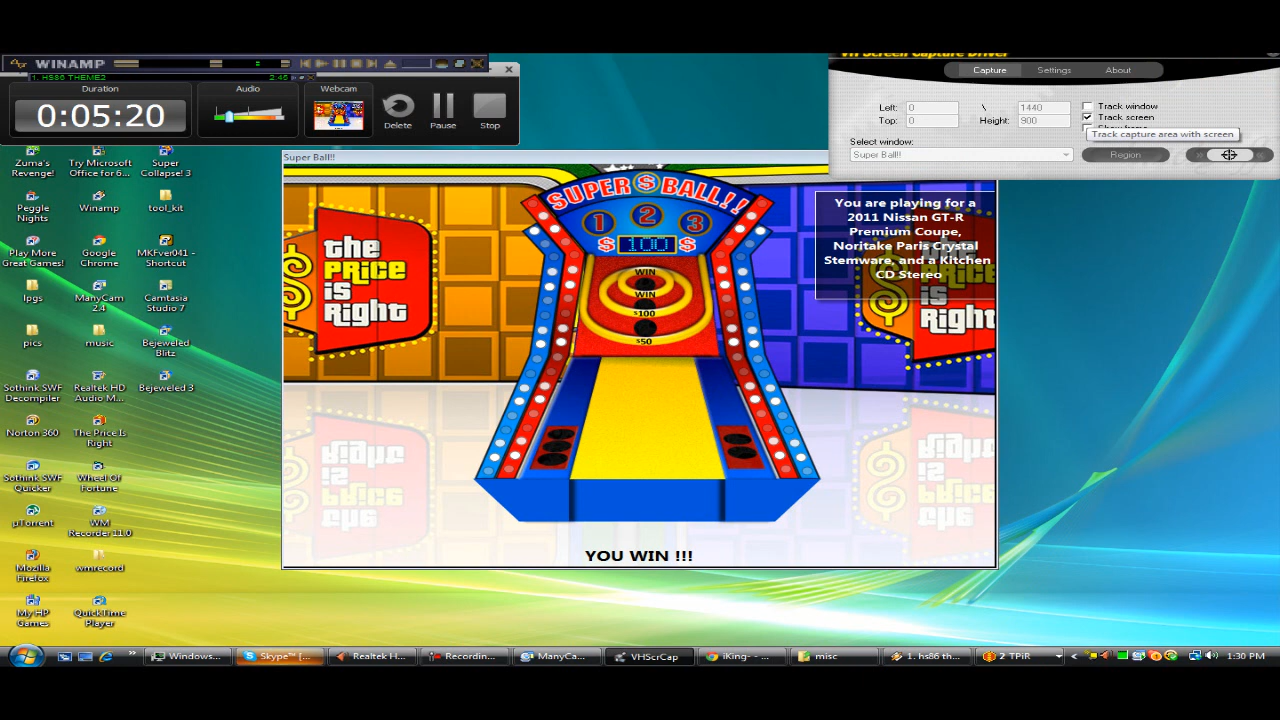 VH Screen Capture Driver
WINAMP
1. HS86 THEME2
2:45
Duration
Audio
Webcam
0:05:20
Delete
Pause
Stop
Capture
Settings
About
Left: 0 \ 1440
Top: 0 Height: 900
Track window
Track screen
Track capture area with screen
Select window:
Super Ball!!
Region
Zuma's Revenge!
Try Microsoft Office for 6...
Super Collapse! 3
Peggle Nights
Winamp
tool_kit
Play More Great Games!
Google Chrome
MKFver041 - Shortcut
lpgs
ManyCam 2.4
Camtasia Studio 7
pics
music
Bejeweled Blitz
Sothink SWF Decompiler
Realtek HD Audio M...
Bejeweled 3
Norton 360
The Price Is Right
Sothink SWF Quicker
Wheel Of Fortune
µTorrent
WM Recorder 11.0
Mozilla Firefox
wmrecord
My HP Games
QuickTime Player
Super Ball!!
SUPER $ BALL!!
1 2 3
$ 100 $
WIN
WIN
$100
$50
the
PRICE
is
Right
You are playing for a
2011 Nissan GT-R
Premium Coupe,
Noritake Paris Crystal
Stemware, and a Kitchen
CD Stereo
is
Right
YOU WIN !!!
Windows...
Skype™ [...
Realtek H...
Recordin...
ManyCa...
VHScrCap
iKing- - ...
misc
1. hs86 th...
2 TPiR
1:30 PM